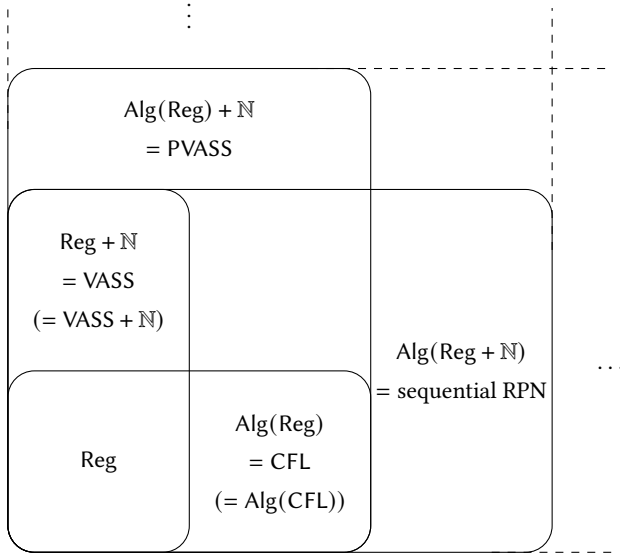 ⋮
Alg(Reg) + ℕ
= PVASS
Reg + ℕ
= VASS
(= VASS + ℕ)
Alg(Reg + ℕ)
= sequential RPN
⋯
Reg
Alg(Reg)
= CFL
(= Alg(CFL))